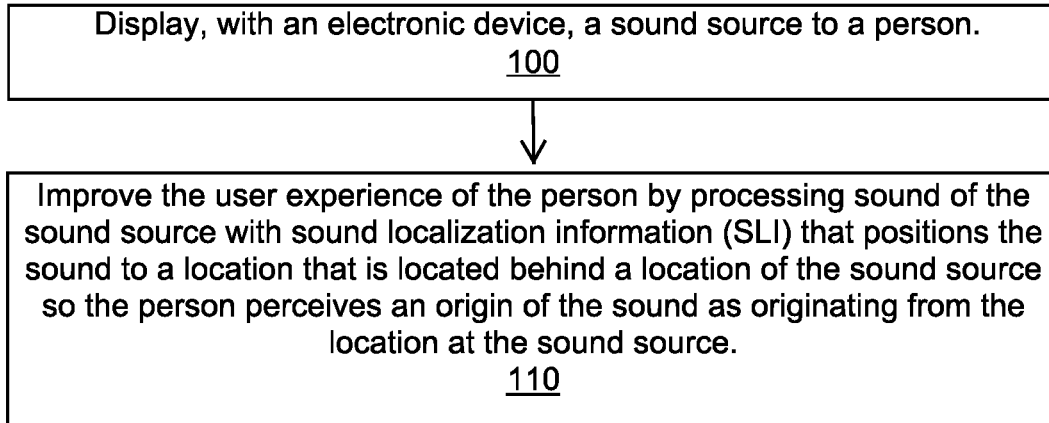 Display, with an electronic device, a sound source to a person.
100
Improve the user experience of the person by processing sound of the
sound source with sound localization information (SLI) that positions the
sound to a location that is located behind a location of the sound source
so the person perceives an origin of the sound as originating from the
location at the sound source.
110